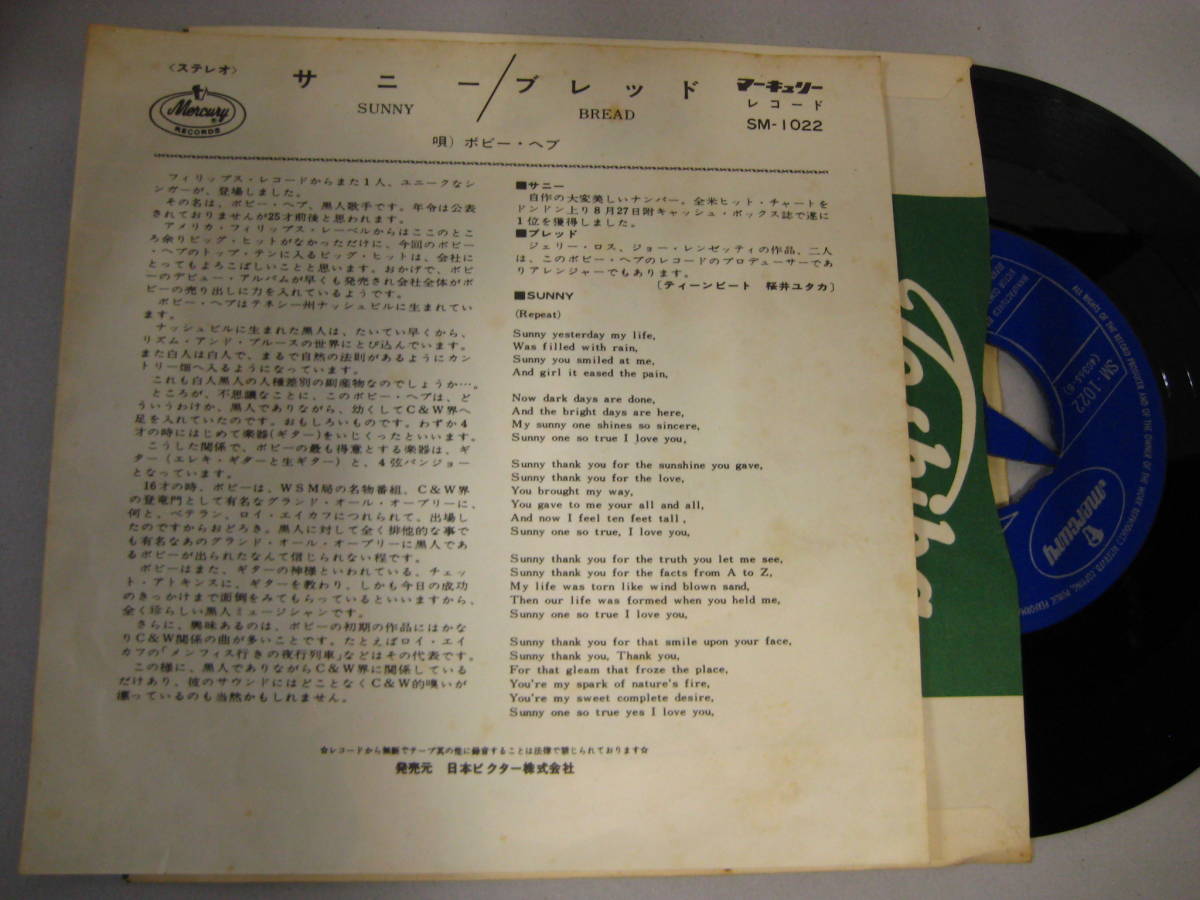 〈ステレオ〉
サニー/ブレッド
SUNNY
BREAD
マーキュリー
レコード
SM-1022
Mercury
RECORDS
唄) ボビー・ヘブ
フィリップス・レコードからまた1人、ユニークなシ
ンガーが、登場しました。
その名は、ボビー・ヘブ、黒人歌手です。年令は公表
されておりませんが25才前後と思われます。
アメリカ・フィリップス・レーベルからはここのとこ
ろ余りビッグ・ヒットがなかっただけに、今回のボビー
・ヘブのトップ・テンに入るビッグ・ヒットは、会社に
とってもよろこばしいことと思います。おかげで、ボビ
ーのデビュー・アルバムが早くも発売され会社全体がボ
ビーの売り出しに力を入れているようです。
ボビー・ヘブはテネシー州ナッシュビルに生まれてい
ます。
ナッシュビルに生まれた黒人は、たいてい早くから、
リズム・アンド・ブルースの世界にとび込んでいます。
また白人は白人で、まるで自然の法則があるようにカン
トリー畑へ入るようになっています。
これも白人黒人の人種差別の副産物なのでしょうか…。
ところが、不思議なことに、このボビー・ヘブは、ど
ういうわけか、黒人でありながら、幼くしてC&W界へ
足を入れていたのです。おもしろいものです。わずか4
才の時にはじめて楽器(ギター)をいじくったといいます。
こうした関係で、ボビーの最も得意とする楽器は、ギ
ター(エレキ・ギターと生ギター)と、4弦バンジョー
となっています。
16才の時、ボビーは、WSM局の名物番組、C&W界
の登竜門として有名なグランド・オール・オープリーに、
何と、ベテラン、ロイ・エイカフにつれられて、出場し
たのですからおどろき。黒人に対して全く排他的な事で
も有名なあのグランド・オール・オープリーに黒人であ
るボビーが出られたなんて信じられない程です。
ボビーはまた、ギターの神様といわれている、チェッ
ト・アトキンスに、ギターを教わり、しかも今日の成功
のきっかけまで面倒をみてもらっているといいますから、
全く珍らしい黒人ミュージシャンです。
さらに、興味あるのは、ボビーの初期の作品にはかな
りC&W関係の曲が多いことです。たとえばロイ・エイ
カフの「メンフィス行きの夜行列車」などはその代表です。
この様に、黒人でありながらC&W界に関係している
だけあり、彼のサウンドにはどことなくC&W的嗅いが
漂っているのも当然かもしれません。
■サニー
自作の大変美しいナンバー。全米ヒット・チャートを
ドンドン上り8月27日附キャッシュ・ボックス誌で遂に
1位を獲得しました。
■ブレッド
ジェリー・ロス、ジョー・レンゼッティの作品、二人
は、このボビー・ヘブのレコードのプロデューサーであ
りアレンジャーでもあります。
〔ティーンビート 桜井ユタカ〕
■SUNNY
(Repeat)
Sunny yesterday my life,
Was filled with rain,
Sunny you smiled at me,
And girl it eased the pain,
Now dark days are done,
And the bright days are here,
My sunny one shines so sincere,
Sunny one so true I love you,
Sunny thank you for the sunshine you gave,
Sunny thank you for the love,
You brought my way,
You gave to me your all and all,
And now I feel ten feet tall,
Sunny one so true, I love you,
Sunny thank you for the truth you let me see,
Sunny thank you for the facts from A to Z,
My life was torn like wind blown sand,
Then our life was formed when you held me,
Sunny one so true I love you,
Sunny thank you for that smile upon your face,
Sunny thank you, Thank you,
For that gleam that froze the place,
You're my spark of nature's fire,
You're my sweet complete desire,
Sunny one so true yes I love you,
☆レコードから無断でテープ其の他に録音することは法律で禁じられております☆
発売元 日本ビクター株式会社
SM-1022
Mercury